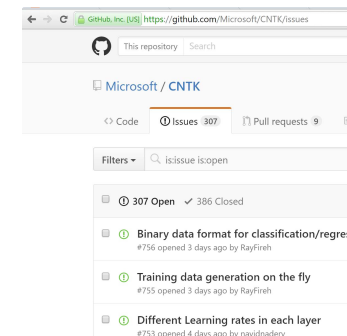 GitHub, Inc. [US] https://github.com/Microsoft/CNTK/issues
This repository Search
Microsoft / CNTK
<> Code Issues 307 Pull requests 9
Filters is:issue is:open
307 Open 386 Closed
Binary data format for classification/regre
#756 opened 3 days ago by RayFireh
Training data generation on the fly
#755 opened 3 days ago by RayFireh
Different Learning rates in each layer
#753 opened 4 days ago by navidnadery